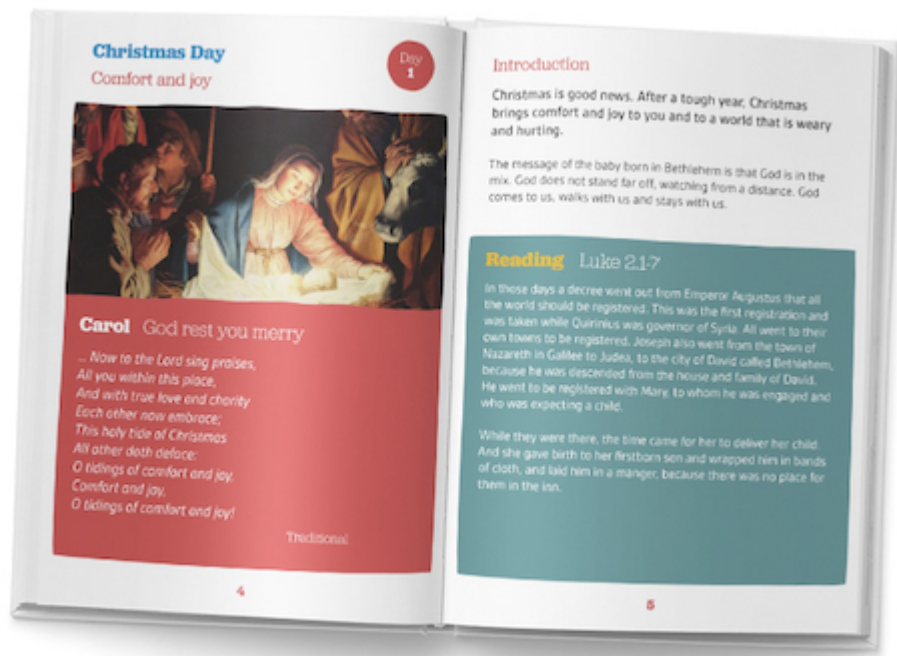 Christmas Day
Comfort and joy
Day
1
Carol God rest you merry
... Now to the Lord sing praises,
All you within this place,
And with true love and charity
Each other now embrace;
This holy tide of Christmas
All other doth deface:
O tidings of comfort and joy,
Comfort and joy,
O tidings of comfort and joy!
Traditional
4
Introduction
Christmas is good news. After a tough year, Christmas
brings comfort and joy to you and to a world that is weary
and hurting.
The message of the baby born in Bethlehem is that God is in the
mix. God does not stand far off, watching from a distance. God
comes to us, walks with us and stays with us.
Reading Luke 2.1-7
In those days a decree went out from Emperor Augustus that all
the world should be registered. This was the first registration and
was taken while Quirinius was governor of Syria. All went to their
own towns to be registered. Joseph also went from the town of
Nazareth in Galilee to Judea, to the city of David called Bethlehem,
because he was descended from the house and family of David.
He went to be registered with Mary, to whom he was engaged and
who was expecting a child.
While they were there, the time came for her to deliver her child.
And she gave birth to her firstborn son and wrapped him in bands
of cloth, and laid him in a manger, because there was no place for
them in the inn.
5